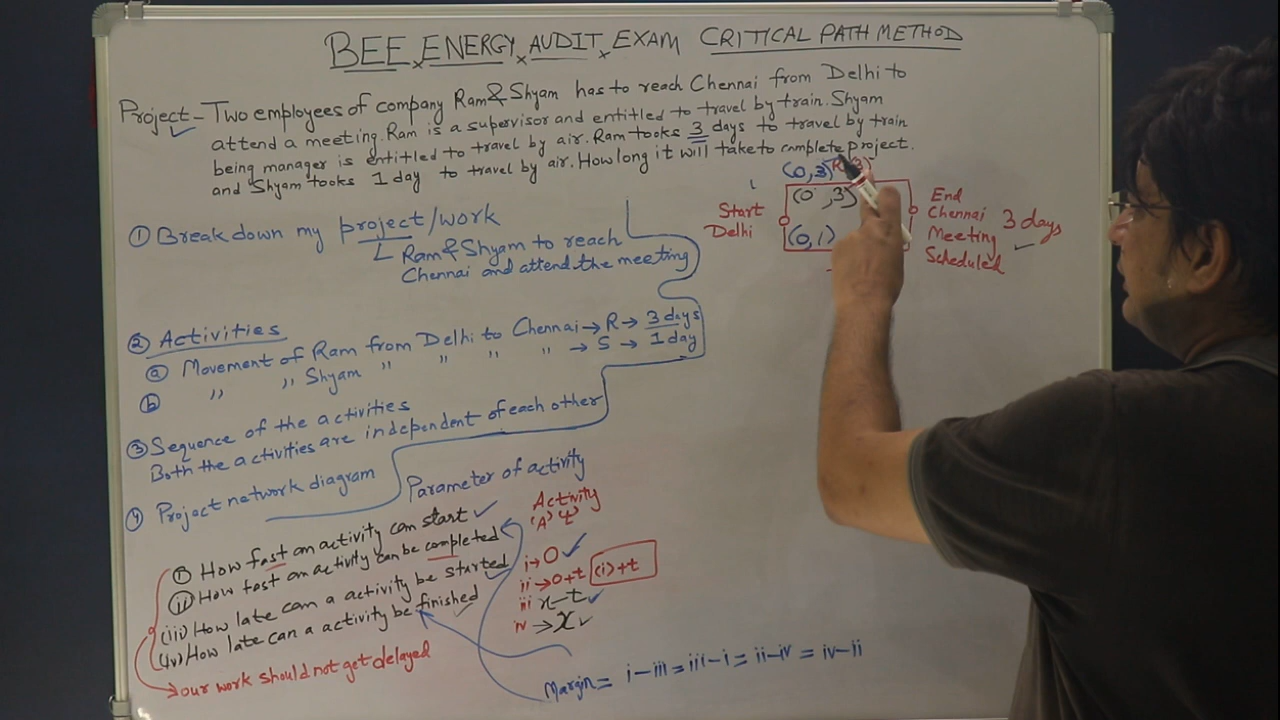 BEE ENERGY AUDIT EXAM CRITICAL PATH METHOD
Project - Two employees of company Ram & Shyam has to reach Chennai from Delhi to
attend a meeting. Ram is a supervisor and entitled to travel by train. Shyam
being manager is entitled to travel by air. Ram tooks 3 days to travel by train
and Shyam tooks 1 day to travel by air. How long it will take to complete project.
① Breakdown my project/work
Ram & Shyam to reach
Chennai and attend the meeting
② Activities
ⓐ Movement of Ram from Delhi to Chennai → R → 3 days
ⓑ " " Shyam " " " " → S → 1 day
③ Sequence of the activities
Both the activities are independent of each other
④ Project network diagram
Parameter of activity
(i) How fast an activity can start
(ii) How fast an activity can be completed
(iii) How late can a activity be started
(iv) How late can a activity be finished
our work should not get delayed
Activity
'A' 't'
i → 0
ii → 0+t (i)+t
iii x-t
iv → x
Margin = i-iii = iii-i = ii-iv = iv-ii
(0,3)
(0,3)
(0,1)
Start
Delhi
End
Chennai
Meeting
Scheduled
3 days